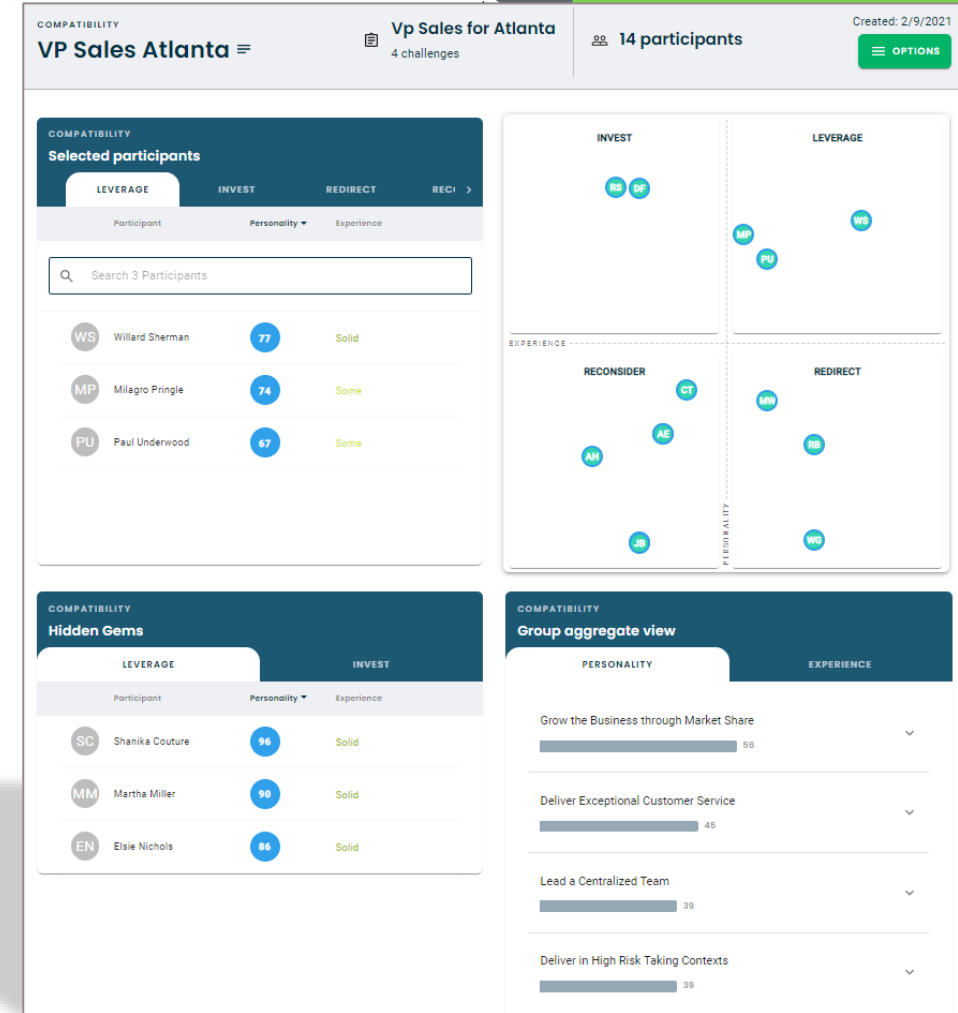 COMPATIBILITY
VP Sales Atlanta
Vp Sales for Atlanta
4 challenges
14 participants
Created: 2/9/2021
OPTIONS
COMPATIBILITY
Selected participants
LEVERAGE INVEST REDIRECT RECI
Participant Personality Experience
Search 3 Participants
WS Willard Sherman 77 Solid
MP Milagro Pringle 74 Some
PU Paul Underwood 67 Some
INVEST LEVERAGE
RS DF
WS
MP
PU
EXPERIENCE
RECONSIDER REDIRECT
CT
MW
AE
RB
AH
PERSONALITY
JB
WG
COMPATIBILITY
Hidden Gems
LEVERAGE INVEST
Participant Personality Experience
SC Shanika Couture 96 Solid
MM Martha Miller 90 Solid
EN Elsie Nichols 86 Solid
COMPATIBILITY
Group aggregate view
PERSONALITY EXPERIENCE
Grow the Business through Market Share
56
Deliver Exceptional Customer Service
45
Lead a Centralized Team
39
Deliver in High Risk Taking Contexts
39